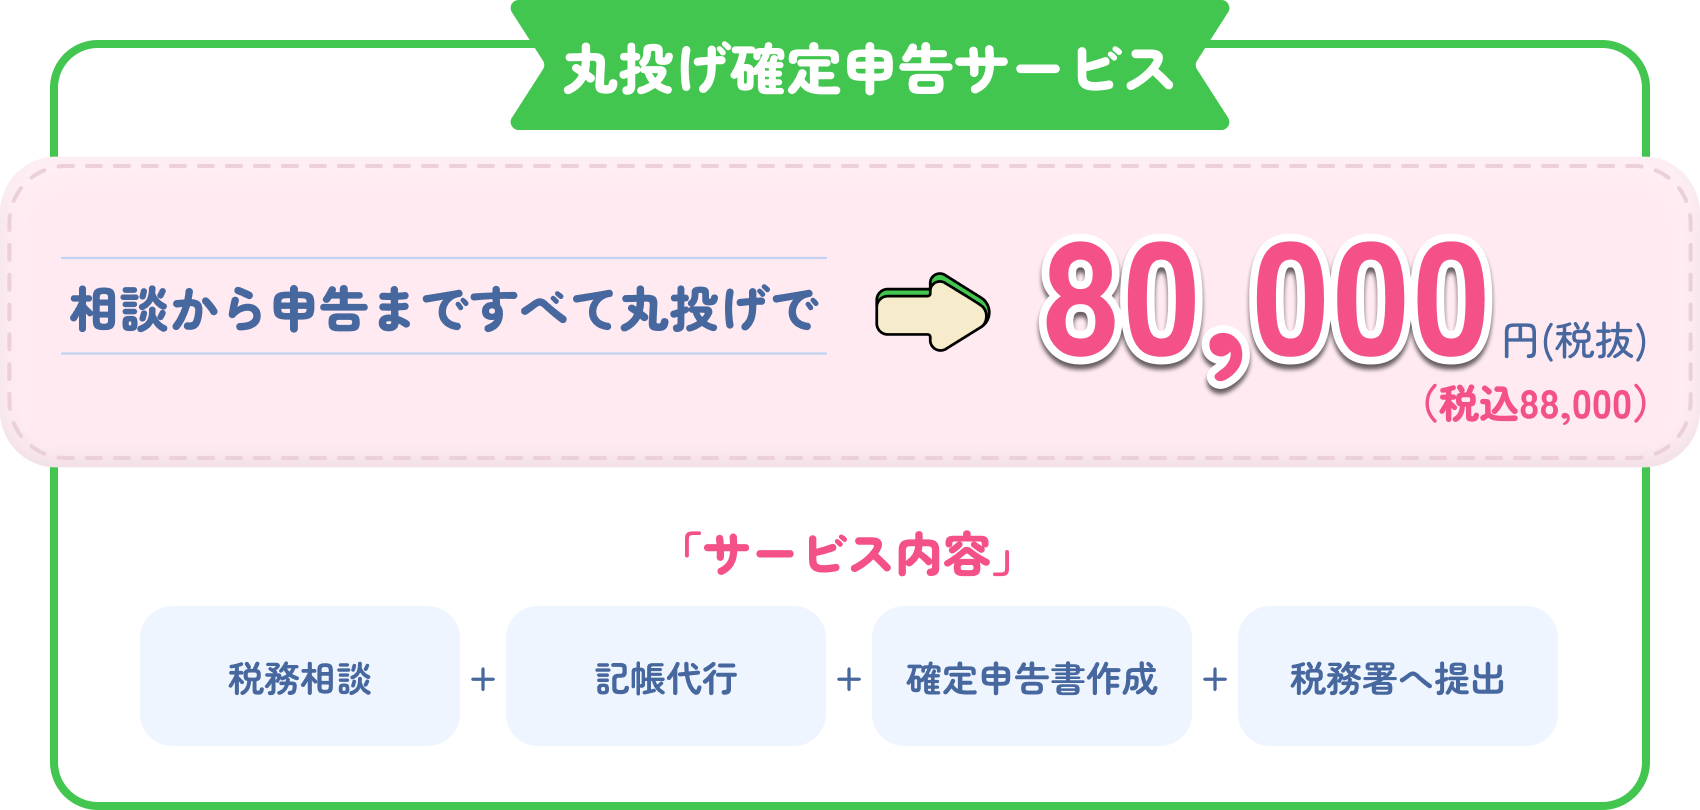 丸投げ確定申告サービス
相談から申告まですべて丸投げで
80,000円(税抜)
（税込88,000）
「サービス内容」
税務相談 + 記帳代行 + 確定申告書作成 + 税務署へ提出